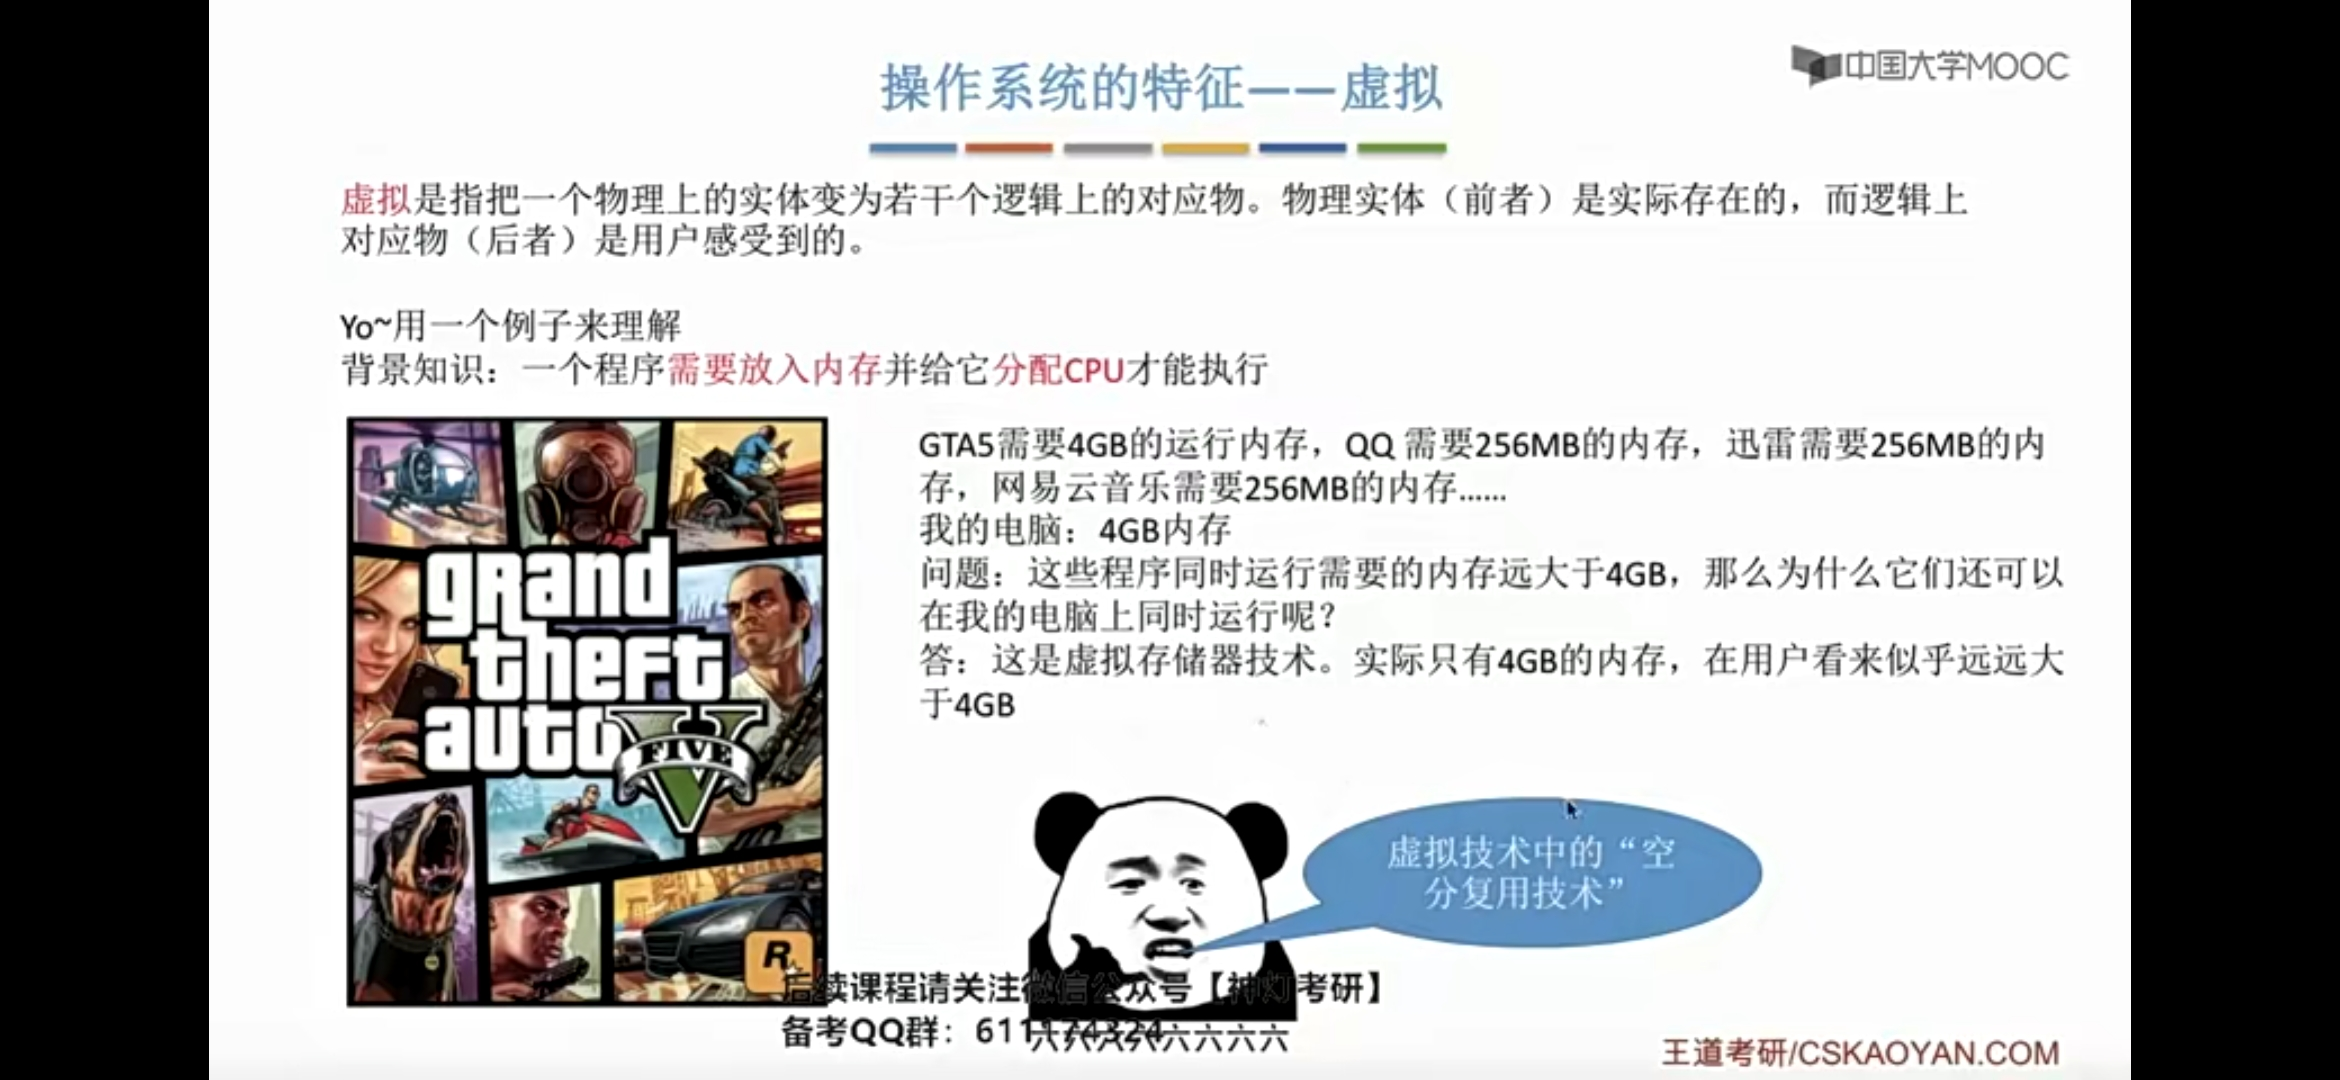 操作系统的特征——虚拟
中国大学MOOC
虚拟是指把一个物理上的实体变为若干个逻辑上的对应物。物理实体（前者）是实际存在的，而逻辑上
对应物（后者）是用户感受到的。
Yo~用一个例子来理解
背景知识：一个程序需要放入内存并给它分配CPU才能执行
grand
theft
auto
FIVE
R
GTA5需要4GB的运行内存，QQ 需要256MB的内存，迅雷需要256MB的内
存，网易云音乐需要256MB的内存……
我的电脑：4GB内存
问题：这些程序同时运行需要的内存远大于4GB，那么为什么它们还可以
在我的电脑上同时运行呢？
答：这是虚拟存储器技术。实际只有4GB的内存，在用户看来似乎远远大
于4GB
虚拟技术中的“空
分复用技术”
后续课程请关注微信公众号【神灯考研】
备考QQ群：611174324
六六六六六六六六
王道考研/CSKAOYAN.COM